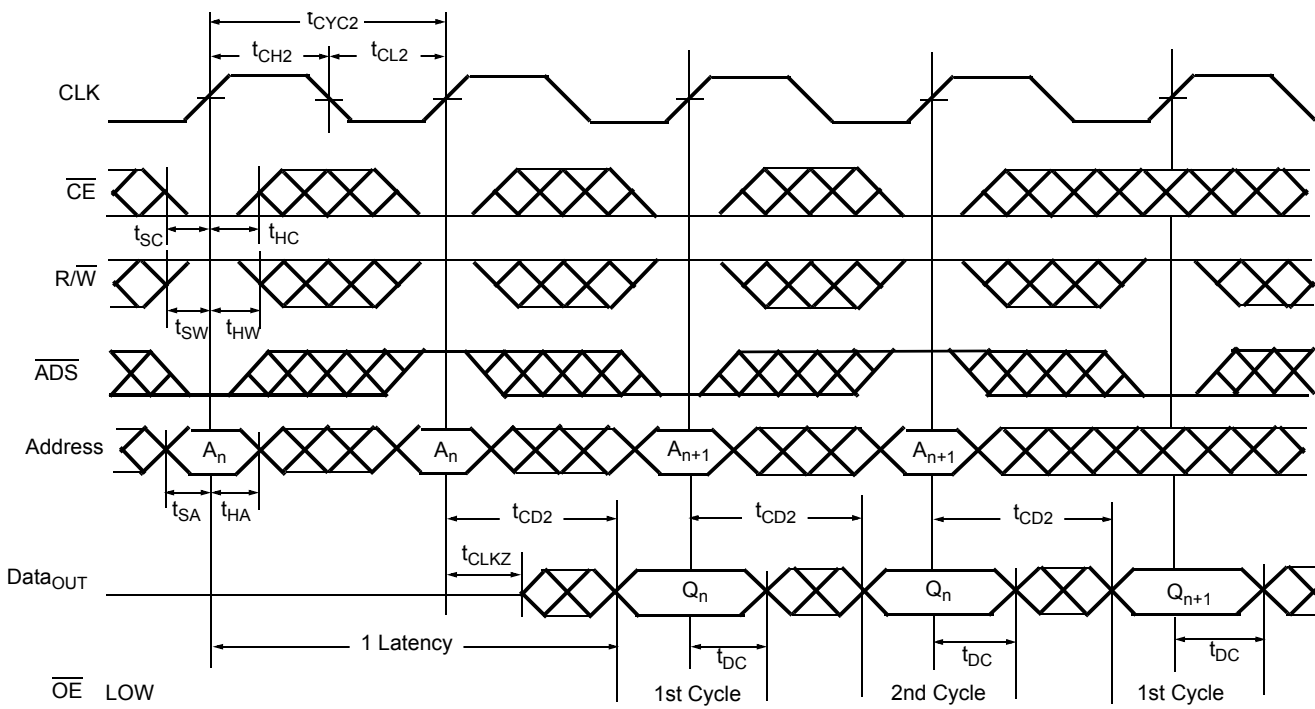 tCYC2
tCH2 tCL2
CLK
CE
tSC tHC
R/W
tSW tHW
ADS
Address An An An+1 An+1
tSA tHA tCD2 tCD2 tCD2
tCLKZ
DataOUT Qn Qn Qn+1
1 Latency tDC tDC tDC
OE LOW 1st Cycle 2nd Cycle 1st Cycle